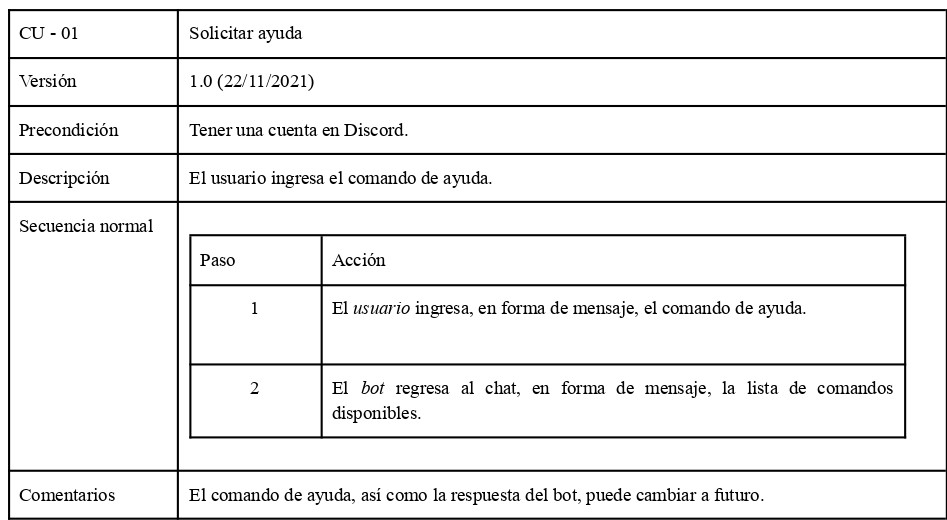 CU - 01
Solicitar ayuda
Versión
1.0 (22/11/2021)
Precondición
Tener una cuenta en Discord.
Descripción
El usuario ingresa el comando de ayuda.
Secuencia normal
Paso
Acción
1
El usuario ingresa, en forma de mensaje, el comando de ayuda.
2
El bot regresa al chat, en forma de mensaje, la lista de comandos
disponibles.
Comentarios
El comando de ayuda, así como la respuesta del bot, puede cambiar a futuro.